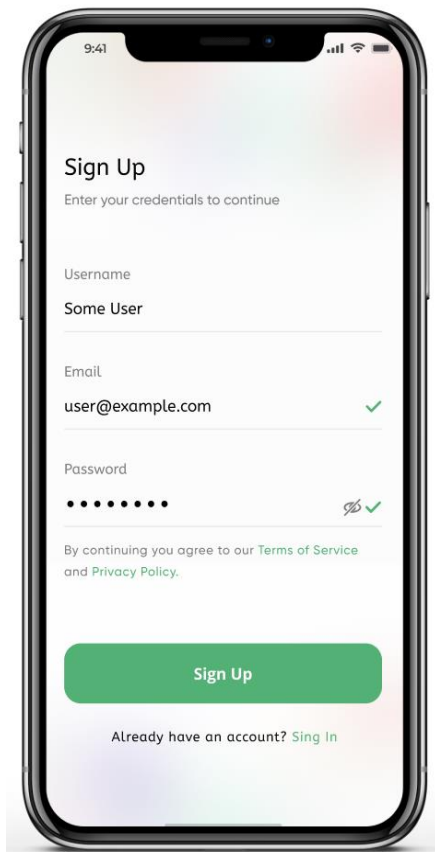 9:41
Sign Up
Enter your credentials to continue
Username
Some User
Email
user@example.com
Password
••••••••
By continuing you agree to our Terms of Service
and Privacy Policy.
Sign Up
Already have an account? Sing In